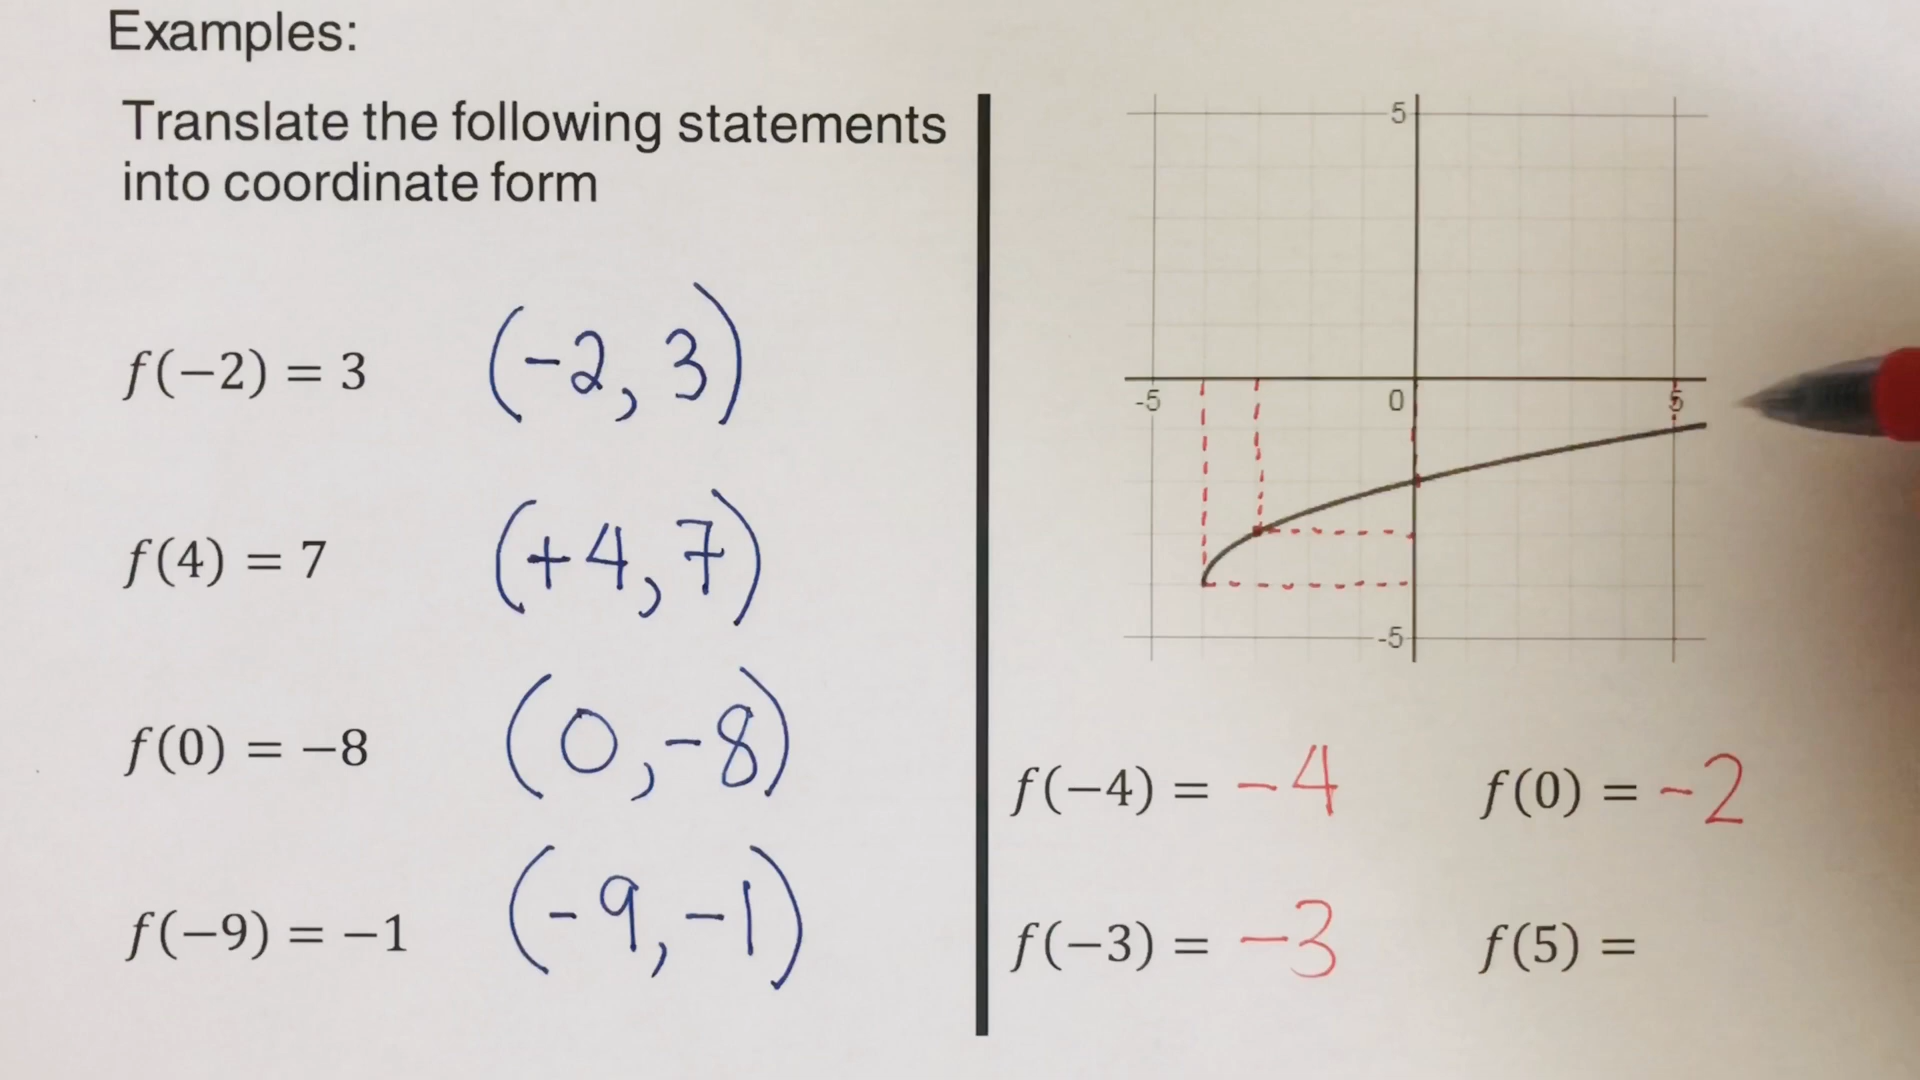 Examples:
Translate the following statements
into coordinate form
f(−2) = 3 (-2, 3)
f(4) = 7 (+4, 7)
f(0) = −8 (0, -8)
f(−9) = −1 (-9, -1)
5
-5 0 5
-5
f(−4) = -4 f(0) = -2
f(−3) = -3 f(5) =